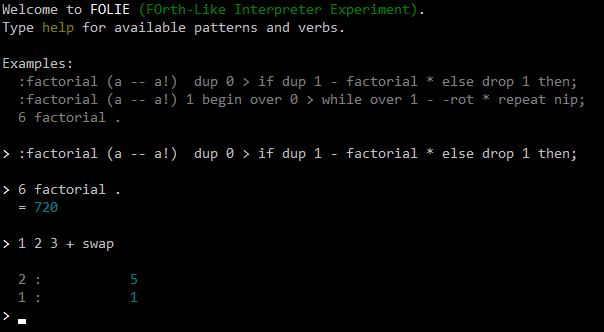 Welcome to FOLIE (FOrth-Like Interpreter Experiment).
Type help for available patterns and verbs.
Examples:
:factorial (a -- a!)  dup 0 > if dup 1 - factorial * else drop 1 then;
:factorial (a -- a!) 1 begin over 0 > while over 1 - -rot * repeat nip;
6 factorial .
> :factorial (a -- a!)  dup 0 > if dup 1 - factorial * else drop 1 then;
> 6 factorial .
= 720
> 1 2 3 + swap
2 :           5
1 :           1
>